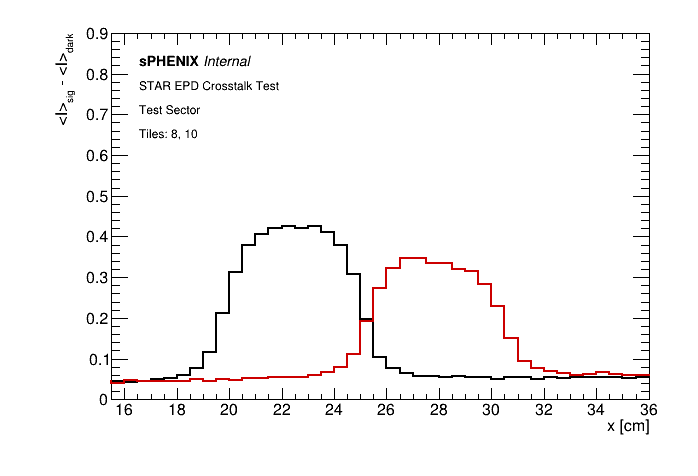 <I>sig - <I>dark
0.9
0.8
0.7
0.6
0.5
0.4
0.3
0.2
0.1
0
sPHENIX Internal
STAR EPD Crosstalk Test
Test Sector
Tiles: 8, 10
16 18 20 22 24 26 28 30 32 34 36
x [cm]